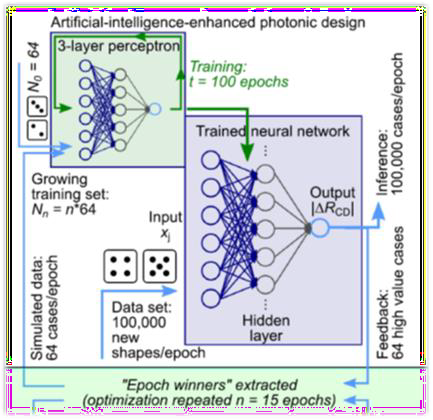 Artificial-intelligence-enhanced photonic design
3-layer perceptron
N₀ = 64
Training:
t = 100 epochs
Trained neural network
Growing
training set:
Nₙ = n*64
Input
xⱼ
Output
|ΔR_CD|
Inference:
100,000 cases/epoch
Simulated data:
64 cases/epoch
Data set:
100,000
new
shapes/epoch
Hidden
layer
Feedback:
64 high value cases
"Epoch winners" extracted
(optimization repeated n = 15 epochs)